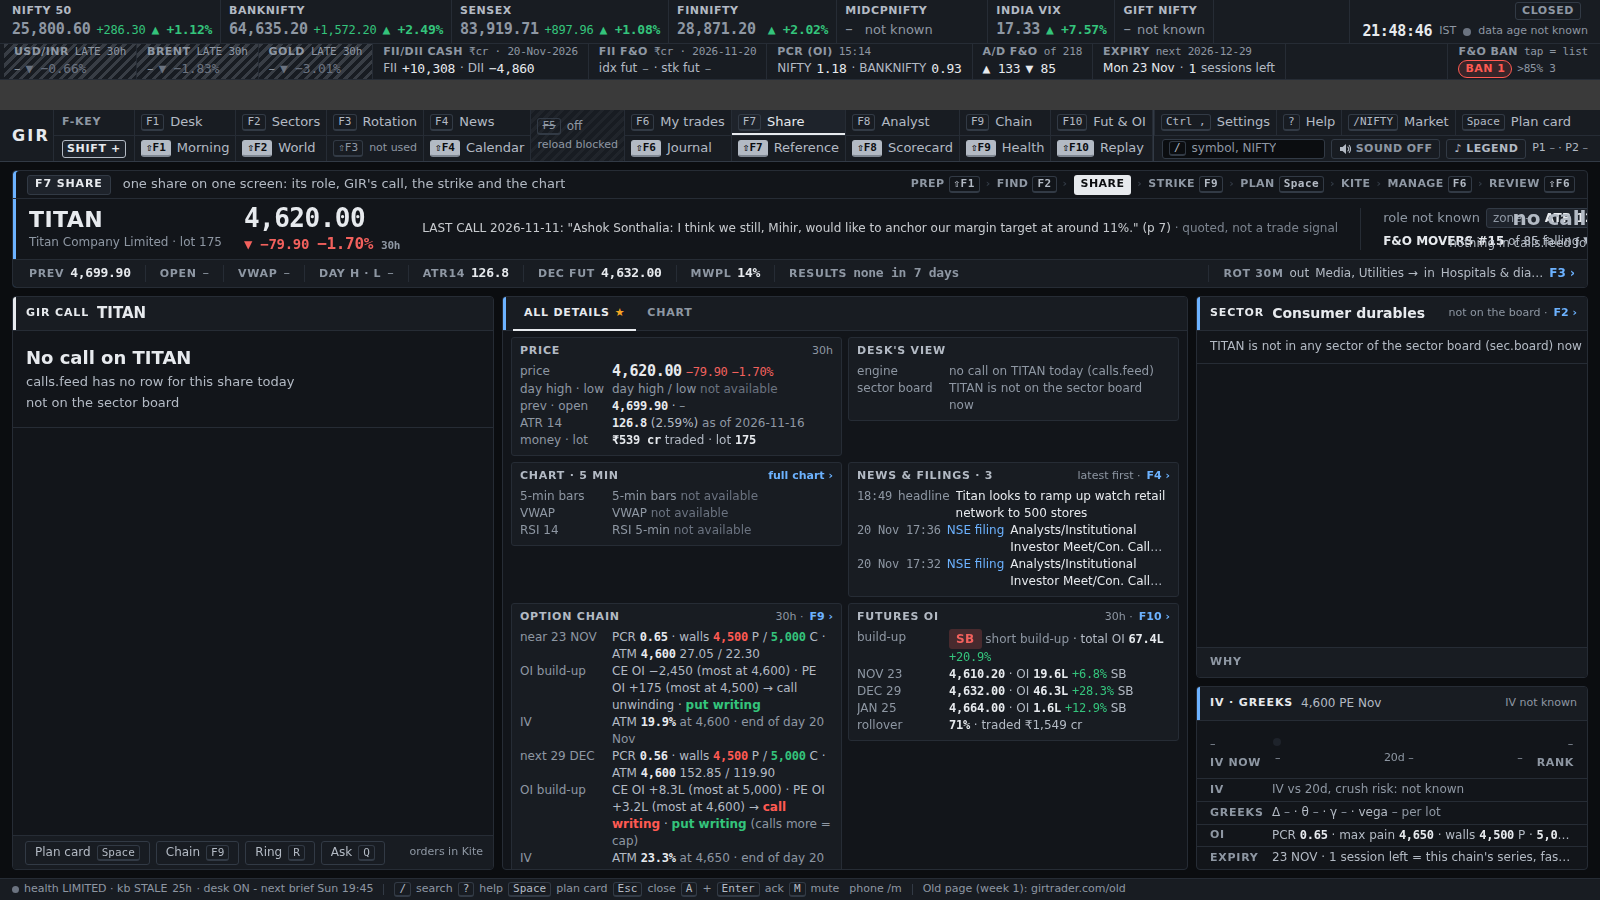 NIFTY 50
25,800.60 +286.30 ▲ +1.12%
BANKNIFTY
64,635.20 +1,572.20 ▲ +2.49%
SENSEX
83,919.71 +897.96 ▲ +1.08%
FINNIFTY
28,871.20 ▲ +2.02%
MIDCPNIFTY
– not known
INDIA VIX
17.33 ▲ +7.57%
GIFT NIFTY
– not known
CLOSED
21:48:46 IST ● data age not known
USD/INR LATE 30h
– ▼ –0.66%
BRENT LATE 30h
– ▼ –1.83%
GOLD LATE 30h
– ▼ –3.01%
FII/DII CASH ₹cr · 20-Nov-2026
FII +10,308 · DII −4,860
FII F&O ₹cr · 2026-11-20
idx fut – · stk fut –
PCR (OI) 15:14
NIFTY 1.18 · BANKNIFTY 0.93
A/D F&O of 218
▲ 133 ▼ 85
EXPIRY next 2026-12-29
Mon 23 Nov · 1 sessions left
F&O BAN tap = list
BAN 1 >85% 3
GIR
F-KEY F1 Desk F2 Sectors F3 Rotation F4 News F5 off F6 My trades F7 Share F8 Analyst F9 Chain F10 Fut & OI Ctrl , Settings ? Help /NIFTY Market Space Plan card
SHIFT + ⇧F1 Morning ⇧F2 World ⇧F3 not used ⇧F4 Calendar reload blocked ⇧F6 Journal ⇧F7 Reference ⇧F8 Scorecard ⇧F9 Health ⇧F10 Replay / symbol, NIFTY SOUND OFF ♪ LEGEND P1 – · P2 –
F7 SHARE one share on one screen: its role, GIR's call, the strike and the chart
PREP ⇧F1 › FIND F2 › SHARE › STRIKE F9 › PLAN Space › KITE › MANAGE F6 › REVIEW ⇧F6
TITAN
Titan Company Limited · lot 175
4,620.00
▼ −79.90 −1.70% 30h
LAST CALL 2026-11-11: "Ashok Sonthalia: I think we still, Mihir, would like to anchor you for our margin target at around 11%." (p 7) · quoted, not a trade signal
role not known
no call
F&O MOVERS #15
PREV 4,699.90 OPEN – VWAP – DAY H · L – ATR14 126.8 DEC FUT 4,632.00 MWPL 14% RESULTS none in 7 days
ROT 30M out Media, Utilities → in Hospitals & dia… F3 ›
GIR CALL TITAN
No call on TITAN
calls.feed has no row for this share today
not on the sector board
Plan card Space Chain F9 Ring R Ask Q orders in Kite
ALL DETAILS ★ CHART
PRICE 30h
price 4,620.00 −79.90 −1.70%
day high · low day high / low not available
prev · open 4,699.90 · –
ATR 14 126.8 (2.59%) as of 2026-11-16
money · lot ₹539 cr traded · lot 175
DESK'S VIEW
engine no call on TITAN today (calls.feed)
sector board TITAN is not on the sector board
now
CHART · 5 MIN full chart ›
5-min bars 5-min bars not available
VWAP VWAP not available
RSI 14 RSI 5-min not available
NEWS & FILINGS · 3 latest first · F4 ›
18:49 headline Titan looks to ramp up watch retail
network to 500 stores
20 Nov 17:36 NSE filing Analysts/Institutional
Investor Meet/Con. Call…
20 Nov 17:32 NSE filing Analysts/Institutional
Investor Meet/Con. Call…
OPTION CHAIN 30h · F9 ›
near 23 NOV PCR 0.65 · walls 4,500 P / 5,000 C ·
ATM 4,600 27.05 / 22.30
OI build-up CE OI −2,450 (most at 4,600) · PE
OI +175 (most at 4,500) → call
unwinding · put writing
IV ATM 19.9% at 4,600 · end of day 20
Nov
next 29 DEC PCR 0.56 · walls 4,500 P / 5,000 C ·
ATM 4,600 152.85 / 119.90
OI build-up CE OI +8.3L (most at 5,000) · PE OI
+3.2L (most at 4,600) → call
writing · put writing (calls more =
cap)
IV ATM 23.3% at 4,650 · end of day 20
FUTURES OI 30h · F10 ›
build-up SB short build-up · total OI 67.4L
+20.9%
NOV 23 4,610.20 · OI 19.6L +6.8% SB
DEC 29 4,632.00 · OI 46.3L +28.3% SB
JAN 25 4,664.00 · OI 1.6L +12.9% SB
rollover 71% · traded ₹1,549 cr
SECTOR Consumer durables not on the board · F2 ›
TITAN is not in any sector of the sector board (sec.board) now
WHY
IV · GREEKS 4,600 PE Nov IV not known
– –
– 20d – –
IV NOW RANK
IV IV vs 20d, crush risk: not known
GREEKS Δ – · θ – · γ – · vega – per lot
OI PCR 0.65 · max pain 4,650 · walls 4,500 P · 5,0…
EXPIRY 23 NOV · 1 session left = this chain's series, fas…
● health LIMITED · kb STALE 25h · desk ON - next brief Sun 19:45 / search ? help Space plan card Esc close A + Enter ack M mute phone /m Old page (week 1): girtrader.com/old